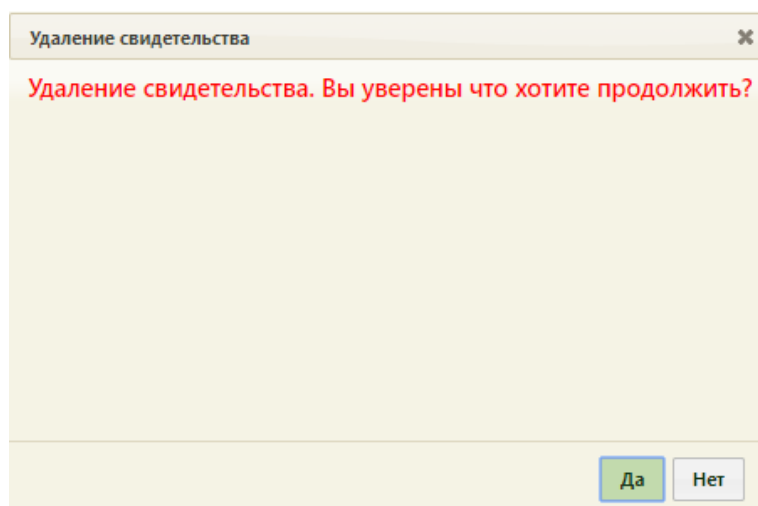 Удаление свидетельства
Удаление свидетельства. Вы уверены что хотите продолжить?
Да Нет